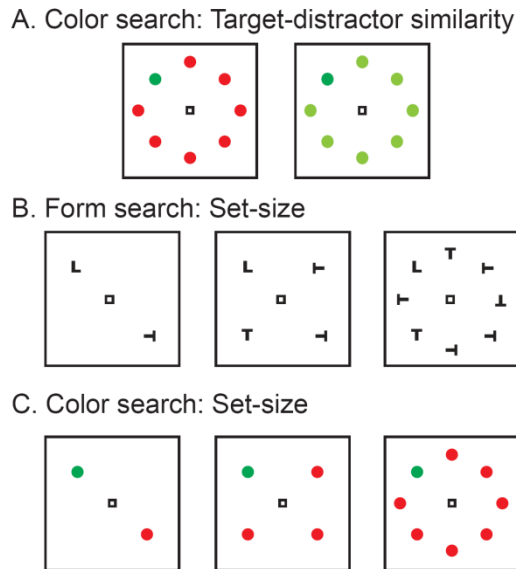 A. Color search: Target-distractor similarity
B. Form search: Set-size
L
T
L T
T T
T
L T
T T
T T
T
C. Color search: Set-size